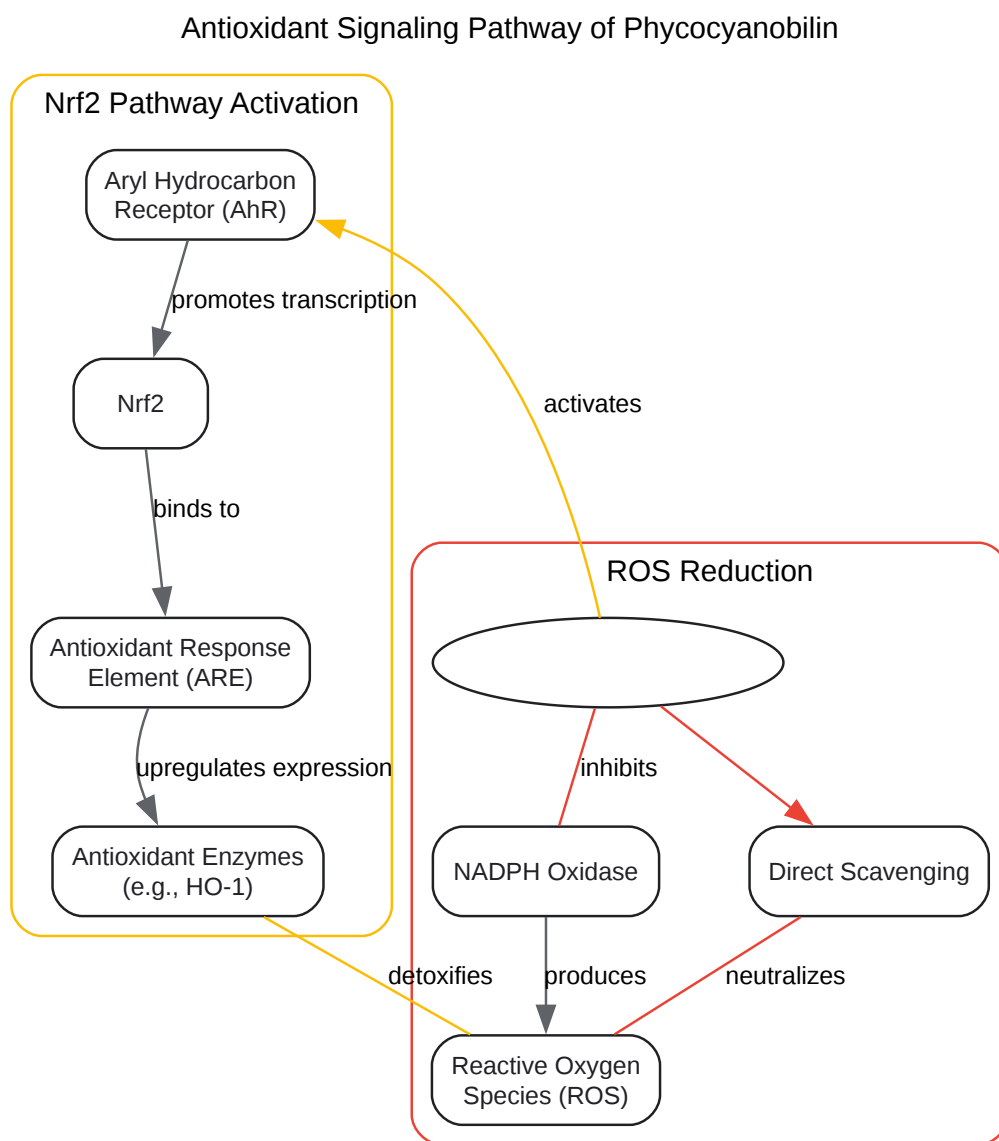 Antioxidant Signaling Pathway of Phycocyanobilin
Nrf2 Pathway Activation
Aryl Hydrocarbon
Receptor (AhR)
promotes transcription
Nrf2
activates
binds to
ROS Reduction
Antioxidant Response
Element (ARE)
upregulates expression
inhibits
Antioxidant Enzymes
(e.g., HO-1)
NADPH Oxidase
Direct Scavenging
detoxifies
produces
neutralizes
Reactive Oxygen
Species (ROS)